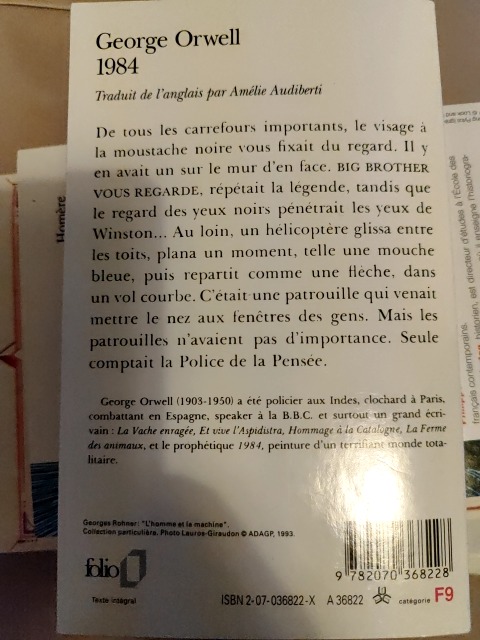 George Orwell
1984
Traduit de l'anglais par Amélie Audiberti
De tous les carrefours importants, le visage à
la moustache noire vous fixait du regard. Il y
en avait un sur le mur d'en face. BIG BROTHER
VOUS REGARDE, répétait la légende, tandis que
le regard des yeux noirs pénétrait les yeux de
Winston... Au loin, un hélicoptère glissa entre
les toits, plana un moment, telle une mouche
bleue, puis repartit comme une flèche, dans
un vol courbe. C'était une patrouille qui venait
mettre le nez aux fenêtres des gens. Mais les
patrouilles n'avaient pas d'importance. Seule
comptait la Police de la Pensée.
George Orwell (1903-1950) a été policier aux Indes, clochard à Paris,
combattant en Espagne, speaker à la B.B.C. et surtout un grand écri-
vain : La Vache enragée, Et vive l'Aspidistra, Hommage à la Catalogne, La Ferme
des animaux, et le prophétique 1984, peinture d'un terrifiant monde tota-
litaire.
Georges Rohner : "L'homme et la machine".
Collection particulière. Photo Lauros-Giraudon © ADAGP, 1993.
folio
Texte intégral
9 782070 368228
ISBN 2-07-036822-X A 36822 catégorie F9
Homère
français contemporains.
historien, est directeur d'études à l'École des